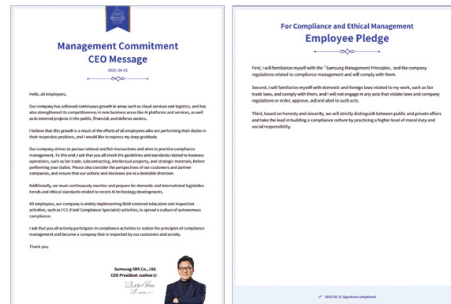 Management Commitment
CEO Message
Hello, all employees,
Our company has achieved continuous growth in areas such as cloud services and logistics, and has
also strengthened its competitiveness in new business areas like AI platforms and services, as well
as in external projects in the public, financial, and defense sectors.
I believe that this growth is a result of the efforts of all employees who are performing their duties in
their respective positions, and I would like to express my deep gratitude.
Our company strives to pursue rational and fair transactions and aims to practice compliance
management. To this end, I ask that you all check the guidelines and standards related to business
operations, such as fair trade, subcontracting, intellectual property, and strategic materials, before
performing your duties. Please also consider the perspectives of our customers and partner
companies, and ensure that our actions and decisions are in a desirable direction.
Additionally, we must continuously monitor and prepare for domestic and international legislative
trends and ethical standards related to recent AI technology developments.
All employees, our company is widely implementing field-centered education and inspection
activities, such as FCS (Field Compliance Specialist) activities, to spread a culture of autonomous
compliance.
I ask that you all actively participate in compliance activities to realize the principles of compliance
management and become a company that is respected by our customers and society.
Thank you.
Samsung SDS Co., Ltd.
CEO President Junhee Li
For Compliance and Ethical Management
Employee Pledge
First, I will familiarize myself with the "Samsung Management Principles, and the company
regulations related to compliance management and will comply with them.
Second, I will familiarize myself with domestic and foreign laws related to my work, such as fair
trade laws, and comply with them, and I will not engage in any acts that violate laws and company
regulations or order, approve, aid and abet to such acts.
Third, based on honesty and sincerity, we will strictly distinguish between public and private affairs
and take the lead in building a compliance culture by practicing a higher level of moral duty and
social responsibility.
Signature completed